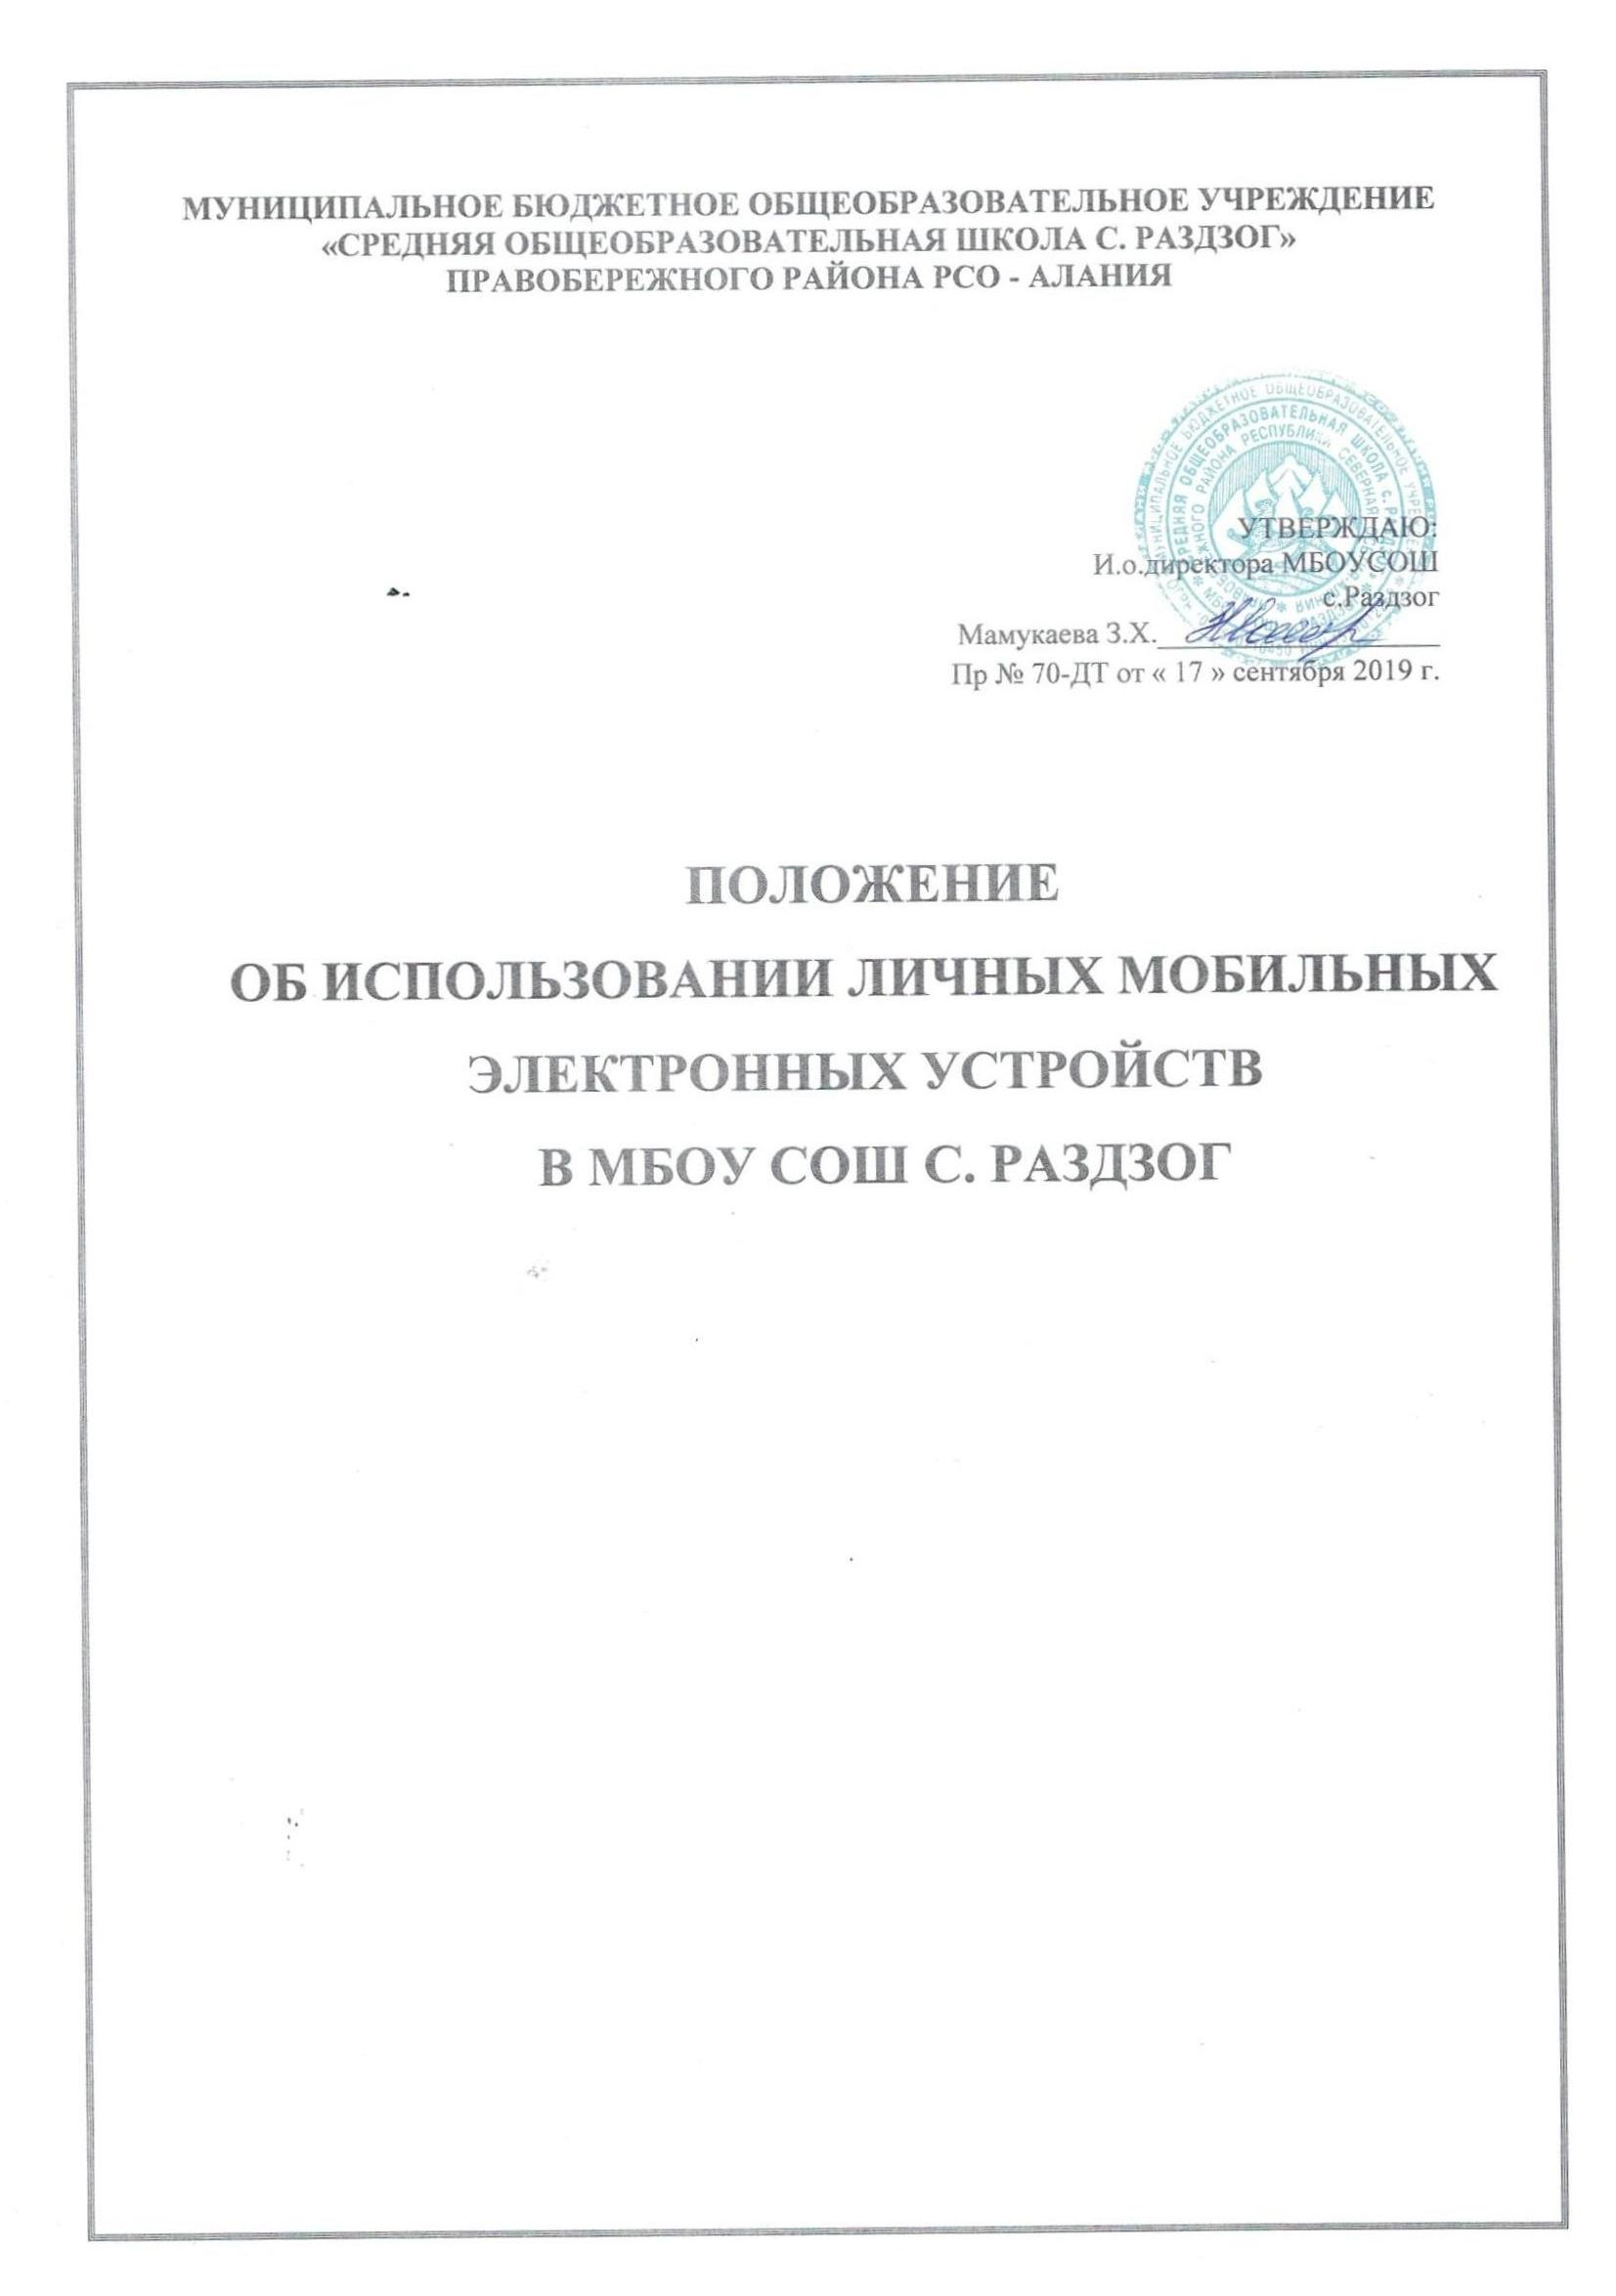 МУНИЦИПАЛЬНОЕ БЮДЖЕТНОЕ ОБЩЕОБРАЗОВАТЕЛЬНОЕ УЧРЕЖДЕНИЕ
«СРЕДНЯЯ ОБЩЕОБРАЗОВАТЕЛЬНАЯ ШКОЛА С. РАЗДЗОГ»
ПРАВОБЕРЕЖНОГО РАЙОНА РСО - АЛАНИЯ
УТВЕРЖДАЮ:
И.о.директора МБОУСОШ
с.Раздзог
Мамукаева З.Х.
Пр № 70-ДТ от « 17 » сентября 2019 г.
ПОЛОЖЕНИЕ
ОБ ИСПОЛЬЗОВАНИИ ЛИЧНЫХ МОБИЛЬНЫХ
ЭЛЕКТРОННЫХ УСТРОЙСТВ
В МБОУ СОШ С. РАЗДЗОГ